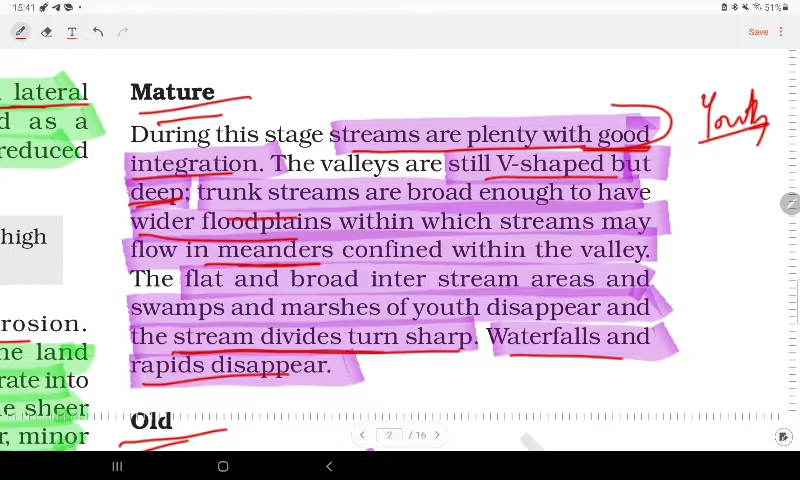 15:41
51%
Save
lateral
d as a
reduced
high
rosion.
ne land
rate into
le sheer
r, minor
Mature
During this stage streams are plenty with good
integration. The valleys are still V-shaped but
deep; trunk streams are broad enough to have
wider floodplains within which streams may
flow in meanders confined within the valley.
The flat and broad inter stream areas and
swamps and marshes of youth disappear and
the stream divides turn sharp. Waterfalls and
rapids disappear.
Old
Youth
2 / 16